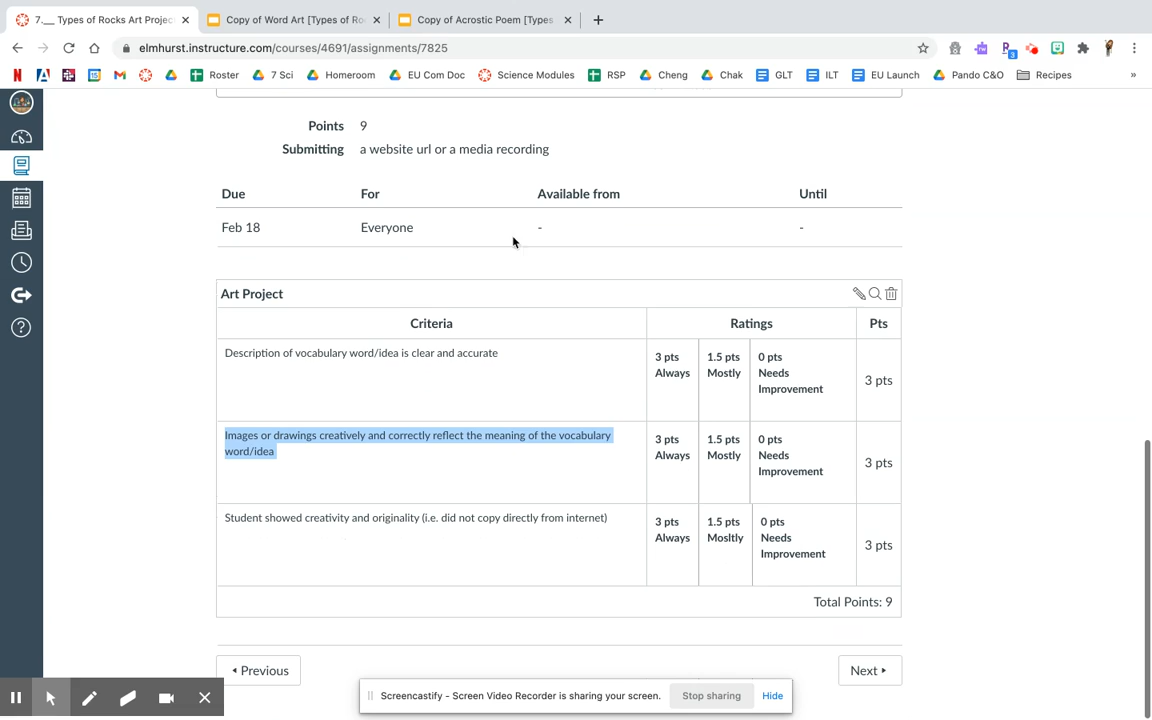 7.__ Types of Rocks Art Projec
Copy of Word Art [Types of Ro
Copy of Acrostic Poem [Types
elmhurst.instructure.com/courses/4691/assignments/7825
Roster
7 Sci
Homeroom
EU Com Doc
Science Modules
RSP
Cheng
Chak
GLT
ILT
EU Launch
Pando C&O
Recipes
»
Points 9
Submitting a website url or a media recording
Due For Available from Until
Feb 18 Everyone - -
Art Project
Criteria Ratings Pts
Description of vocabulary word/idea is clear and accurate
3 pts
Always
1.5 pts
Mostly
0 pts
Needs
Improvement
3 pts
Images or drawings creatively and correctly reflect the meaning of the vocabulary
word/idea
3 pts
Always
1.5 pts
Mostly
0 pts
Needs
Improvement
3 pts
Student showed creativity and originality (i.e. did not copy directly from internet)
3 pts
Always
1.5 pts
Mosltly
0 pts
Needs
Improvement
3 pts
Total Points: 9
Previous
Next
Screencastify - Screen Video Recorder is sharing your screen.
Stop sharing
Hide